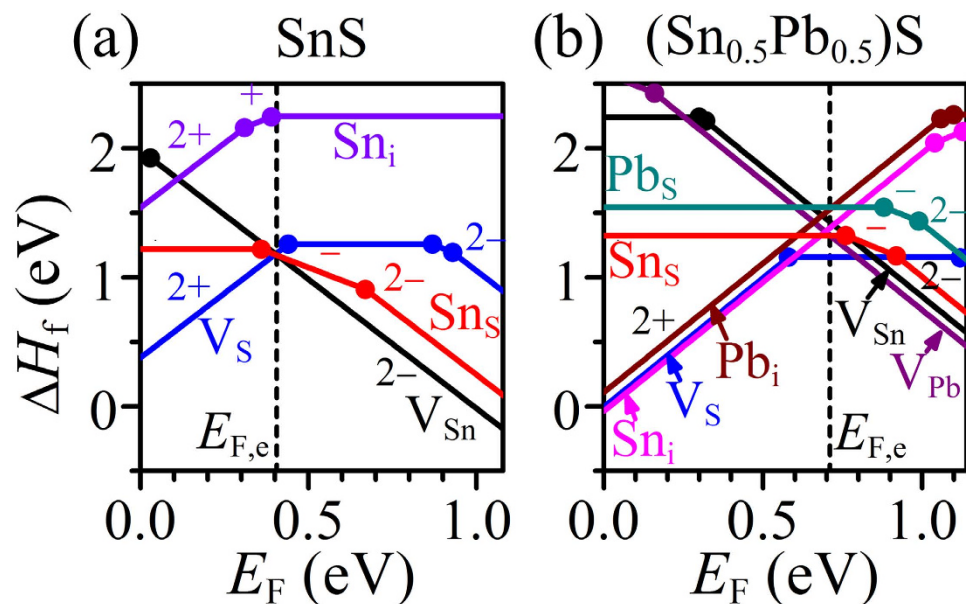 (a) SnS
(b) (Sn0.5Pb0.5)S
ΔHf (eV)
0
1
2
2+
+
Sni
2+
VS
-
2-
2-
SnS
2-
VSn
EF,e
0.0 0.5 1.0
EF (eV)
PbS
-
2-
SnS
-
2-
2+
VSn
Pbi
VPb
VS
Sni
EF,e
0
1
2
0.0 0.5 1.0
EF (eV)